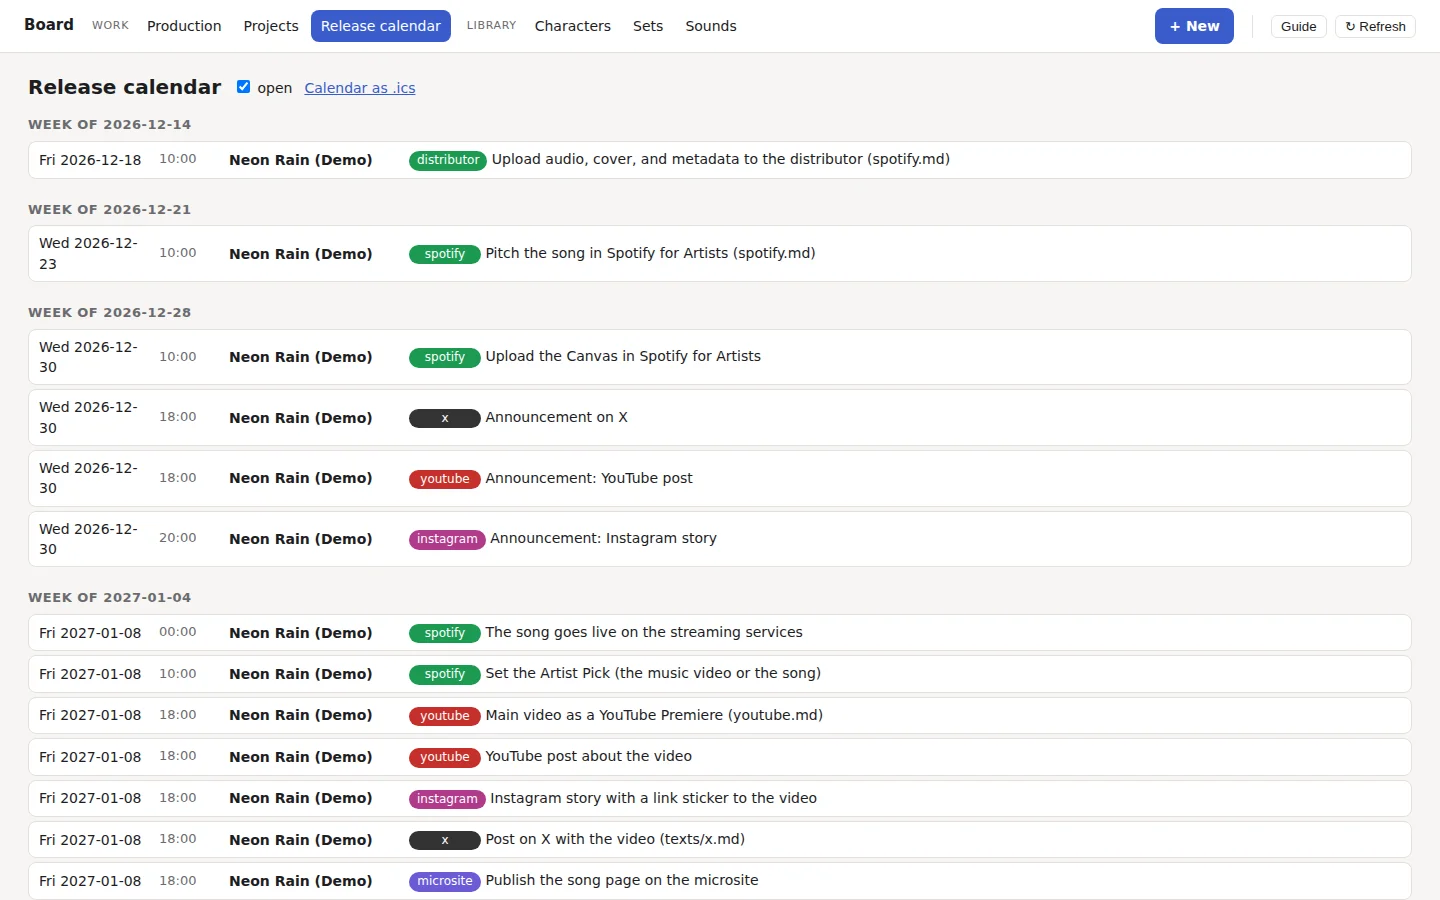 Board WORK Production Projects Release calendar LIBRARY Characters Sets Sounds + New Guide ↻ Refresh
Release calendar open Calendar as .ics
WEEK OF 2026-12-14
Fri 2026-12-18 10:00 Neon Rain (Demo) distributor Upload audio, cover, and metadata to the distributor (spotify.md)
WEEK OF 2026-12-21
Wed 2026-12-
23 10:00 Neon Rain (Demo) spotify Pitch the song in Spotify for Artists (spotify.md)
WEEK OF 2026-12-28
Wed 2026-12-
30 10:00 Neon Rain (Demo) spotify Upload the Canvas in Spotify for Artists
Wed 2026-12-
30 18:00 Neon Rain (Demo) x Announcement on X
Wed 2026-12-
30 18:00 Neon Rain (Demo) youtube Announcement: YouTube post
Wed 2026-12-
30 20:00 Neon Rain (Demo) instagram Announcement: Instagram story
WEEK OF 2027-01-04
Fri 2027-01-08 00:00 Neon Rain (Demo) spotify The song goes live on the streaming services
Fri 2027-01-08 10:00 Neon Rain (Demo) spotify Set the Artist Pick (the music video or the song)
Fri 2027-01-08 18:00 Neon Rain (Demo) youtube Main video as a YouTube Premiere (youtube.md)
Fri 2027-01-08 18:00 Neon Rain (Demo) youtube YouTube post about the video
Fri 2027-01-08 18:00 Neon Rain (Demo) instagram Instagram story with a link sticker to the video
Fri 2027-01-08 18:00 Neon Rain (Demo) x Post on X with the video (texts/x.md)
Fri 2027-01-08 18:00 Neon Rain (Demo) microsite Publish the song page on the microsite